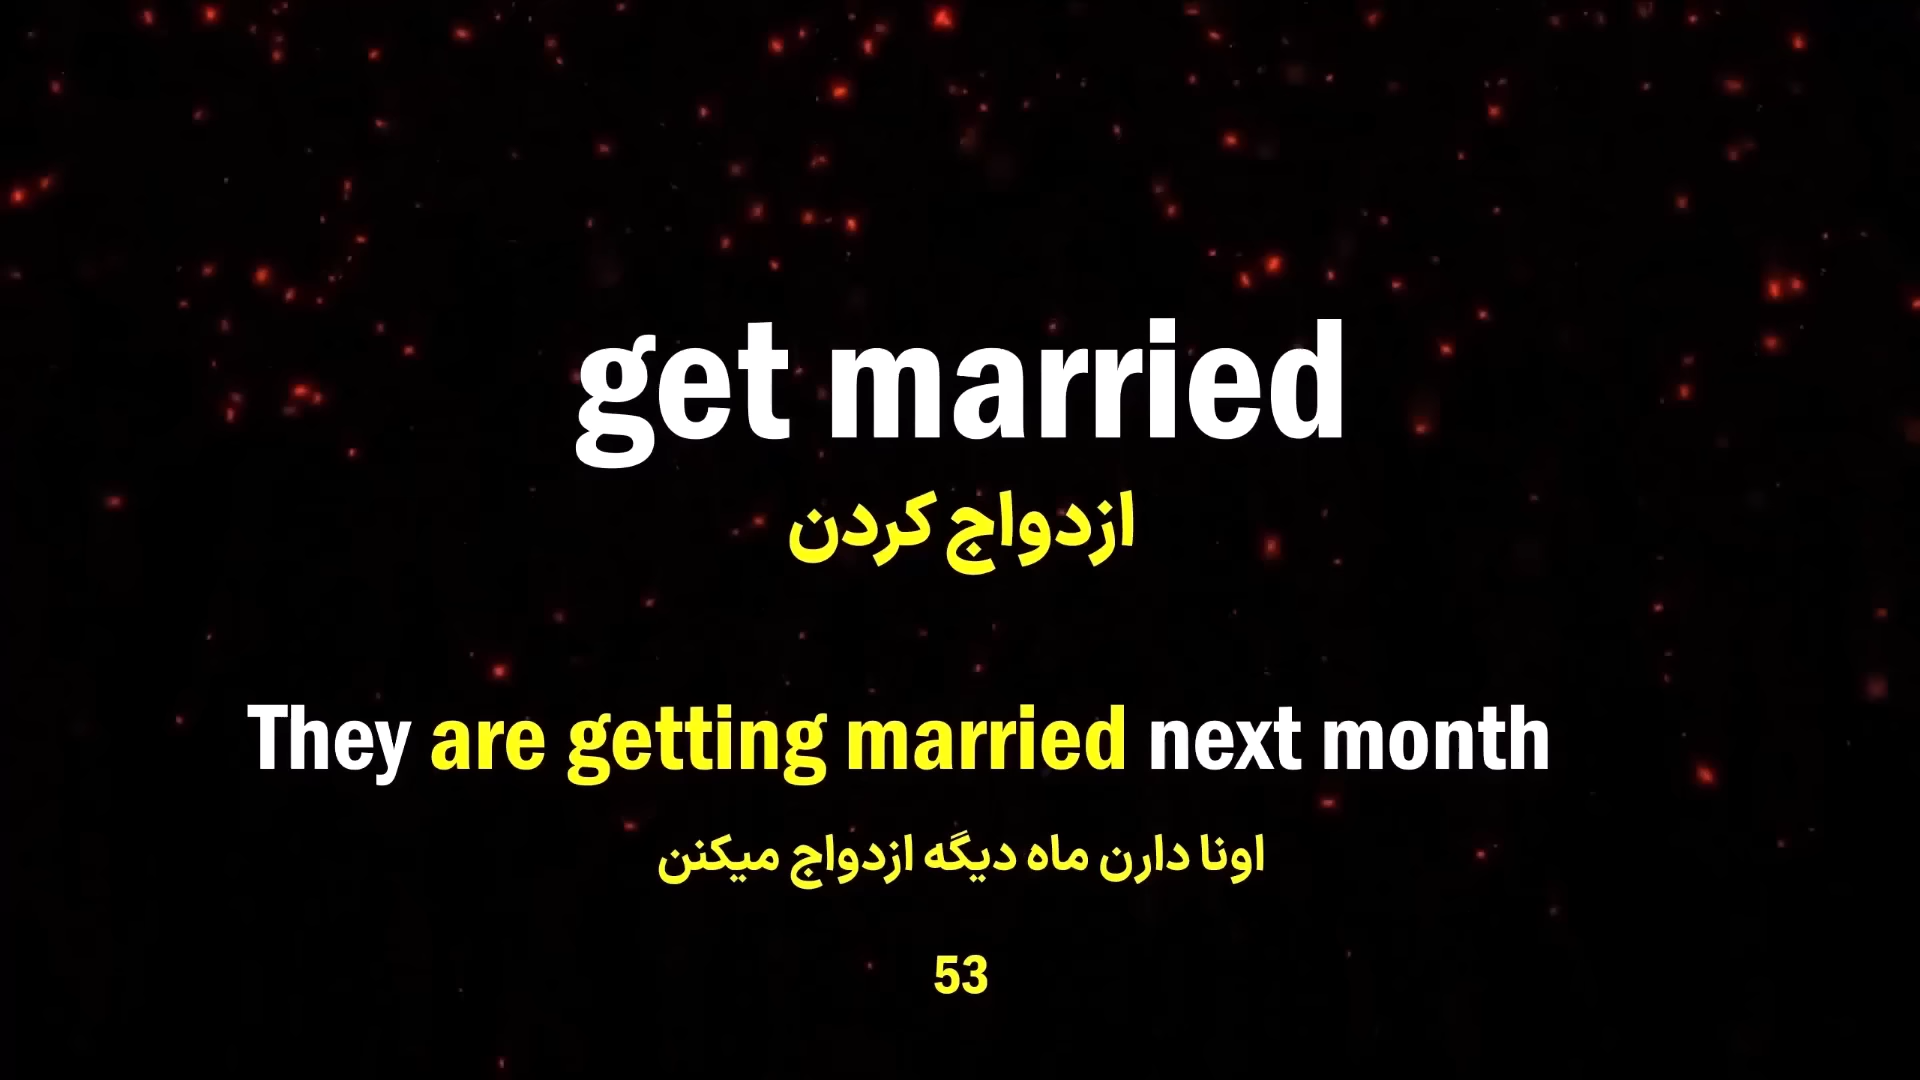 get married
ازدواج کردن
They are getting married next month
اونا دارن ماه دیگه ازدواج میکنن
53